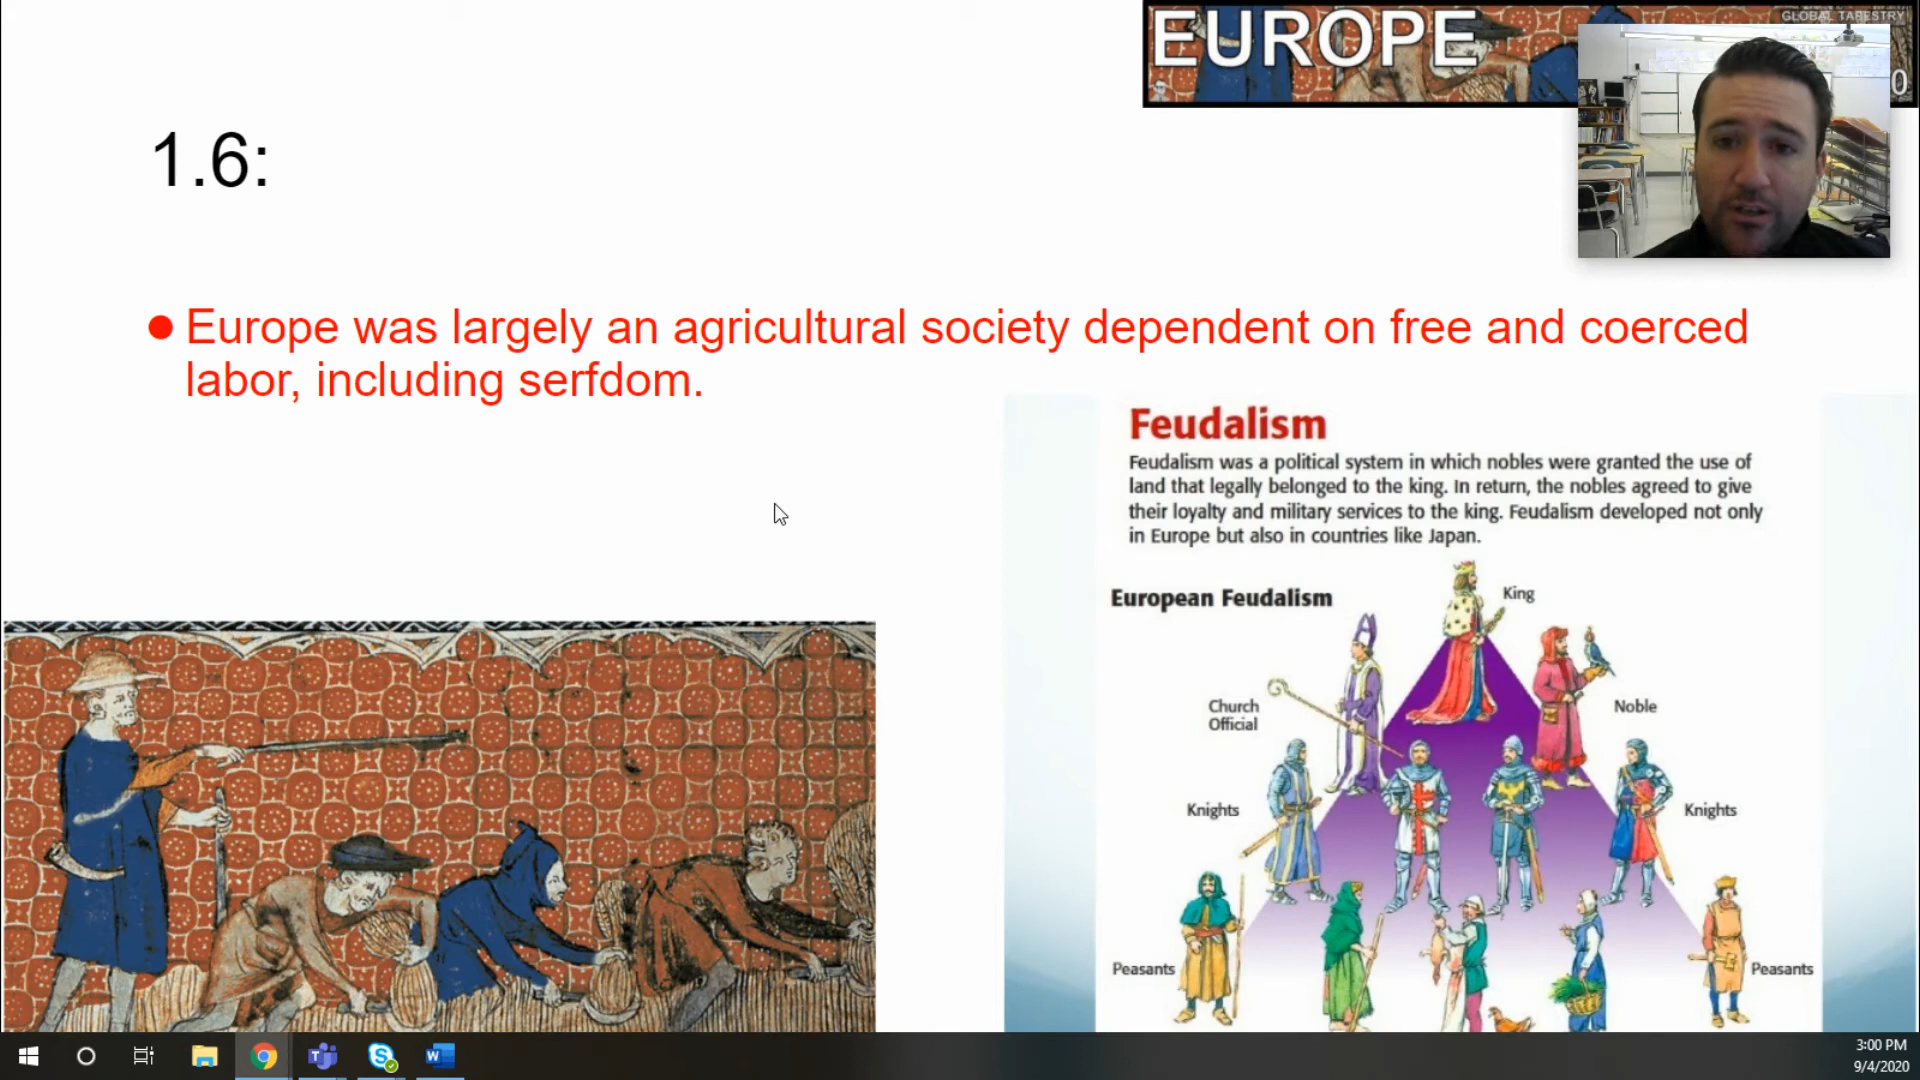 GLOBAL TAPESTRY
EUROPE
0
1.6:
● Europe was largely an agricultural society dependent on free and coerced
labor, including serfdom.
Feudalism
Feudalism was a political system in which nobles were granted the use of
land that legally belonged to the king. In return, the nobles agreed to give
their loyalty and military services to the king. Feudalism developed not only
in Europe but also in countries like Japan.
European Feudalism
King
Church
Official
Noble
Knights
Knights
Peasants
Peasants
3:00 PM
9/4/2020